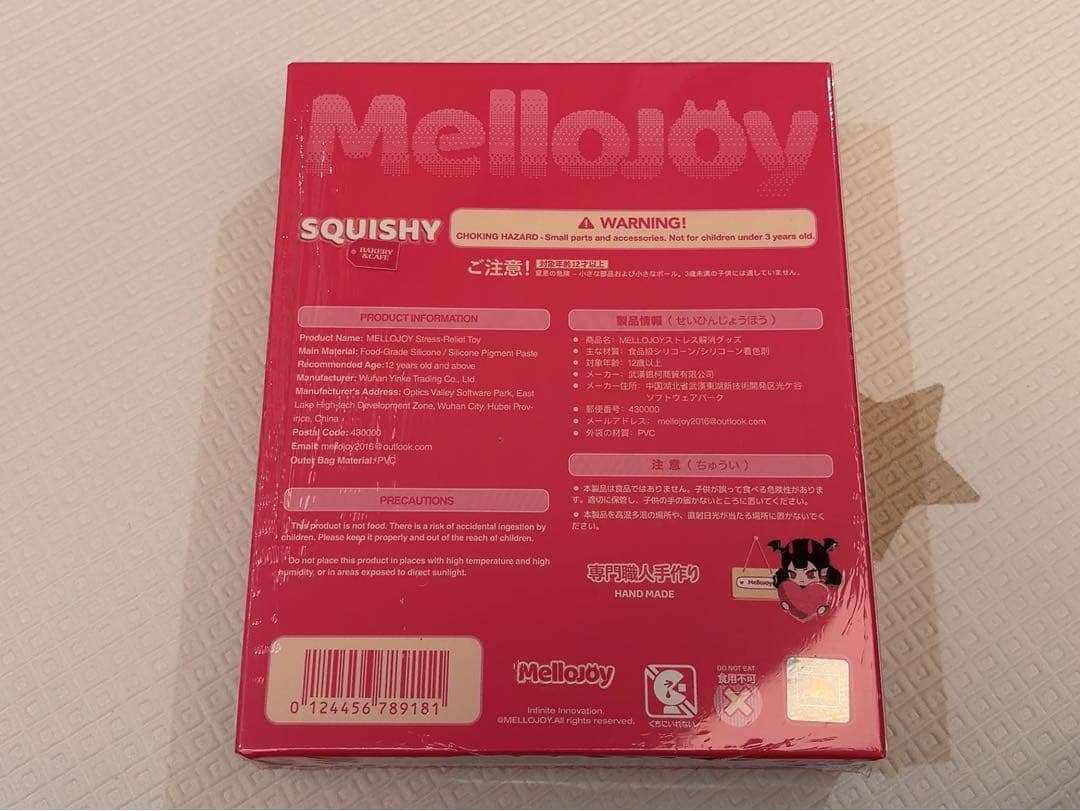 Mellojoy
SQUISHY
BAKERY
&CAFE
⚠ WARNING!
CHOKING HAZARD - Small parts and accessories. Not for children under 3 years old.
ご注意!
対象年齢12才以上
窒息の危険 - 小さな部品および小さなボール。3歳未満の子供には適していません。
PRODUCT INFORMATION
Product Name: MELLOJOY Stress-Relief Toy
Main Material: Food-Grade Silicone / Silicone Pigment Paste
Recommended Age:12 years old and above
Manufacturer: Wuhan Yinke Trading Co., Ltd.
Manufacturer's Address: Optics Valley Software Park, East
Lake High-tech Development Zone, Wuhan City, Hubei Prov-
ince, China
Postal Code: 430000
Email: mellojoy2016@outlook.com
Outer Bag Material: PVC
PRECAUTIONS
This product is not food. There is a risk of accidental ingestion by
children. Please keep it properly and out of the reach of children.
Do not place this product in places with high temperature and high
humidity, or in areas exposed to direct sunlight.
製品情報(せいひんじょうほう)
● 商品名: MELLOJOYストレス解消グッズ
● 主な材質: 食品級シリコーン/シリコーン着色剤
● 対象年齢: 12歳以上
● メーカー: 武漢銀柯商貿有限公司
● メーカー住所: 中国湖北省武漢東湖新技術開発区光ケ谷
ソフトウェアパーク
● 郵便番号: 430000
● メールアドレス: mellojoy2016@outlook.com
● 外袋の材質: PVC
注意(ちゅうい)
● 本製品は食品ではありません。子供が誤って食べる危険性がありま
す。適切に保管し、子供の手の届かないところに置いてください。
● 本製品を高温多湿の場所や、直射日光が当たる場所に置かないでく
ださい。
専門職人手作り
HAND MADE
Mellojoy
0 124456 789181
Mellojoy
Infinite Innovation.
@MELLOJOY.All rights reserved.
くちにいれない
DO NOT EAT
食用不可